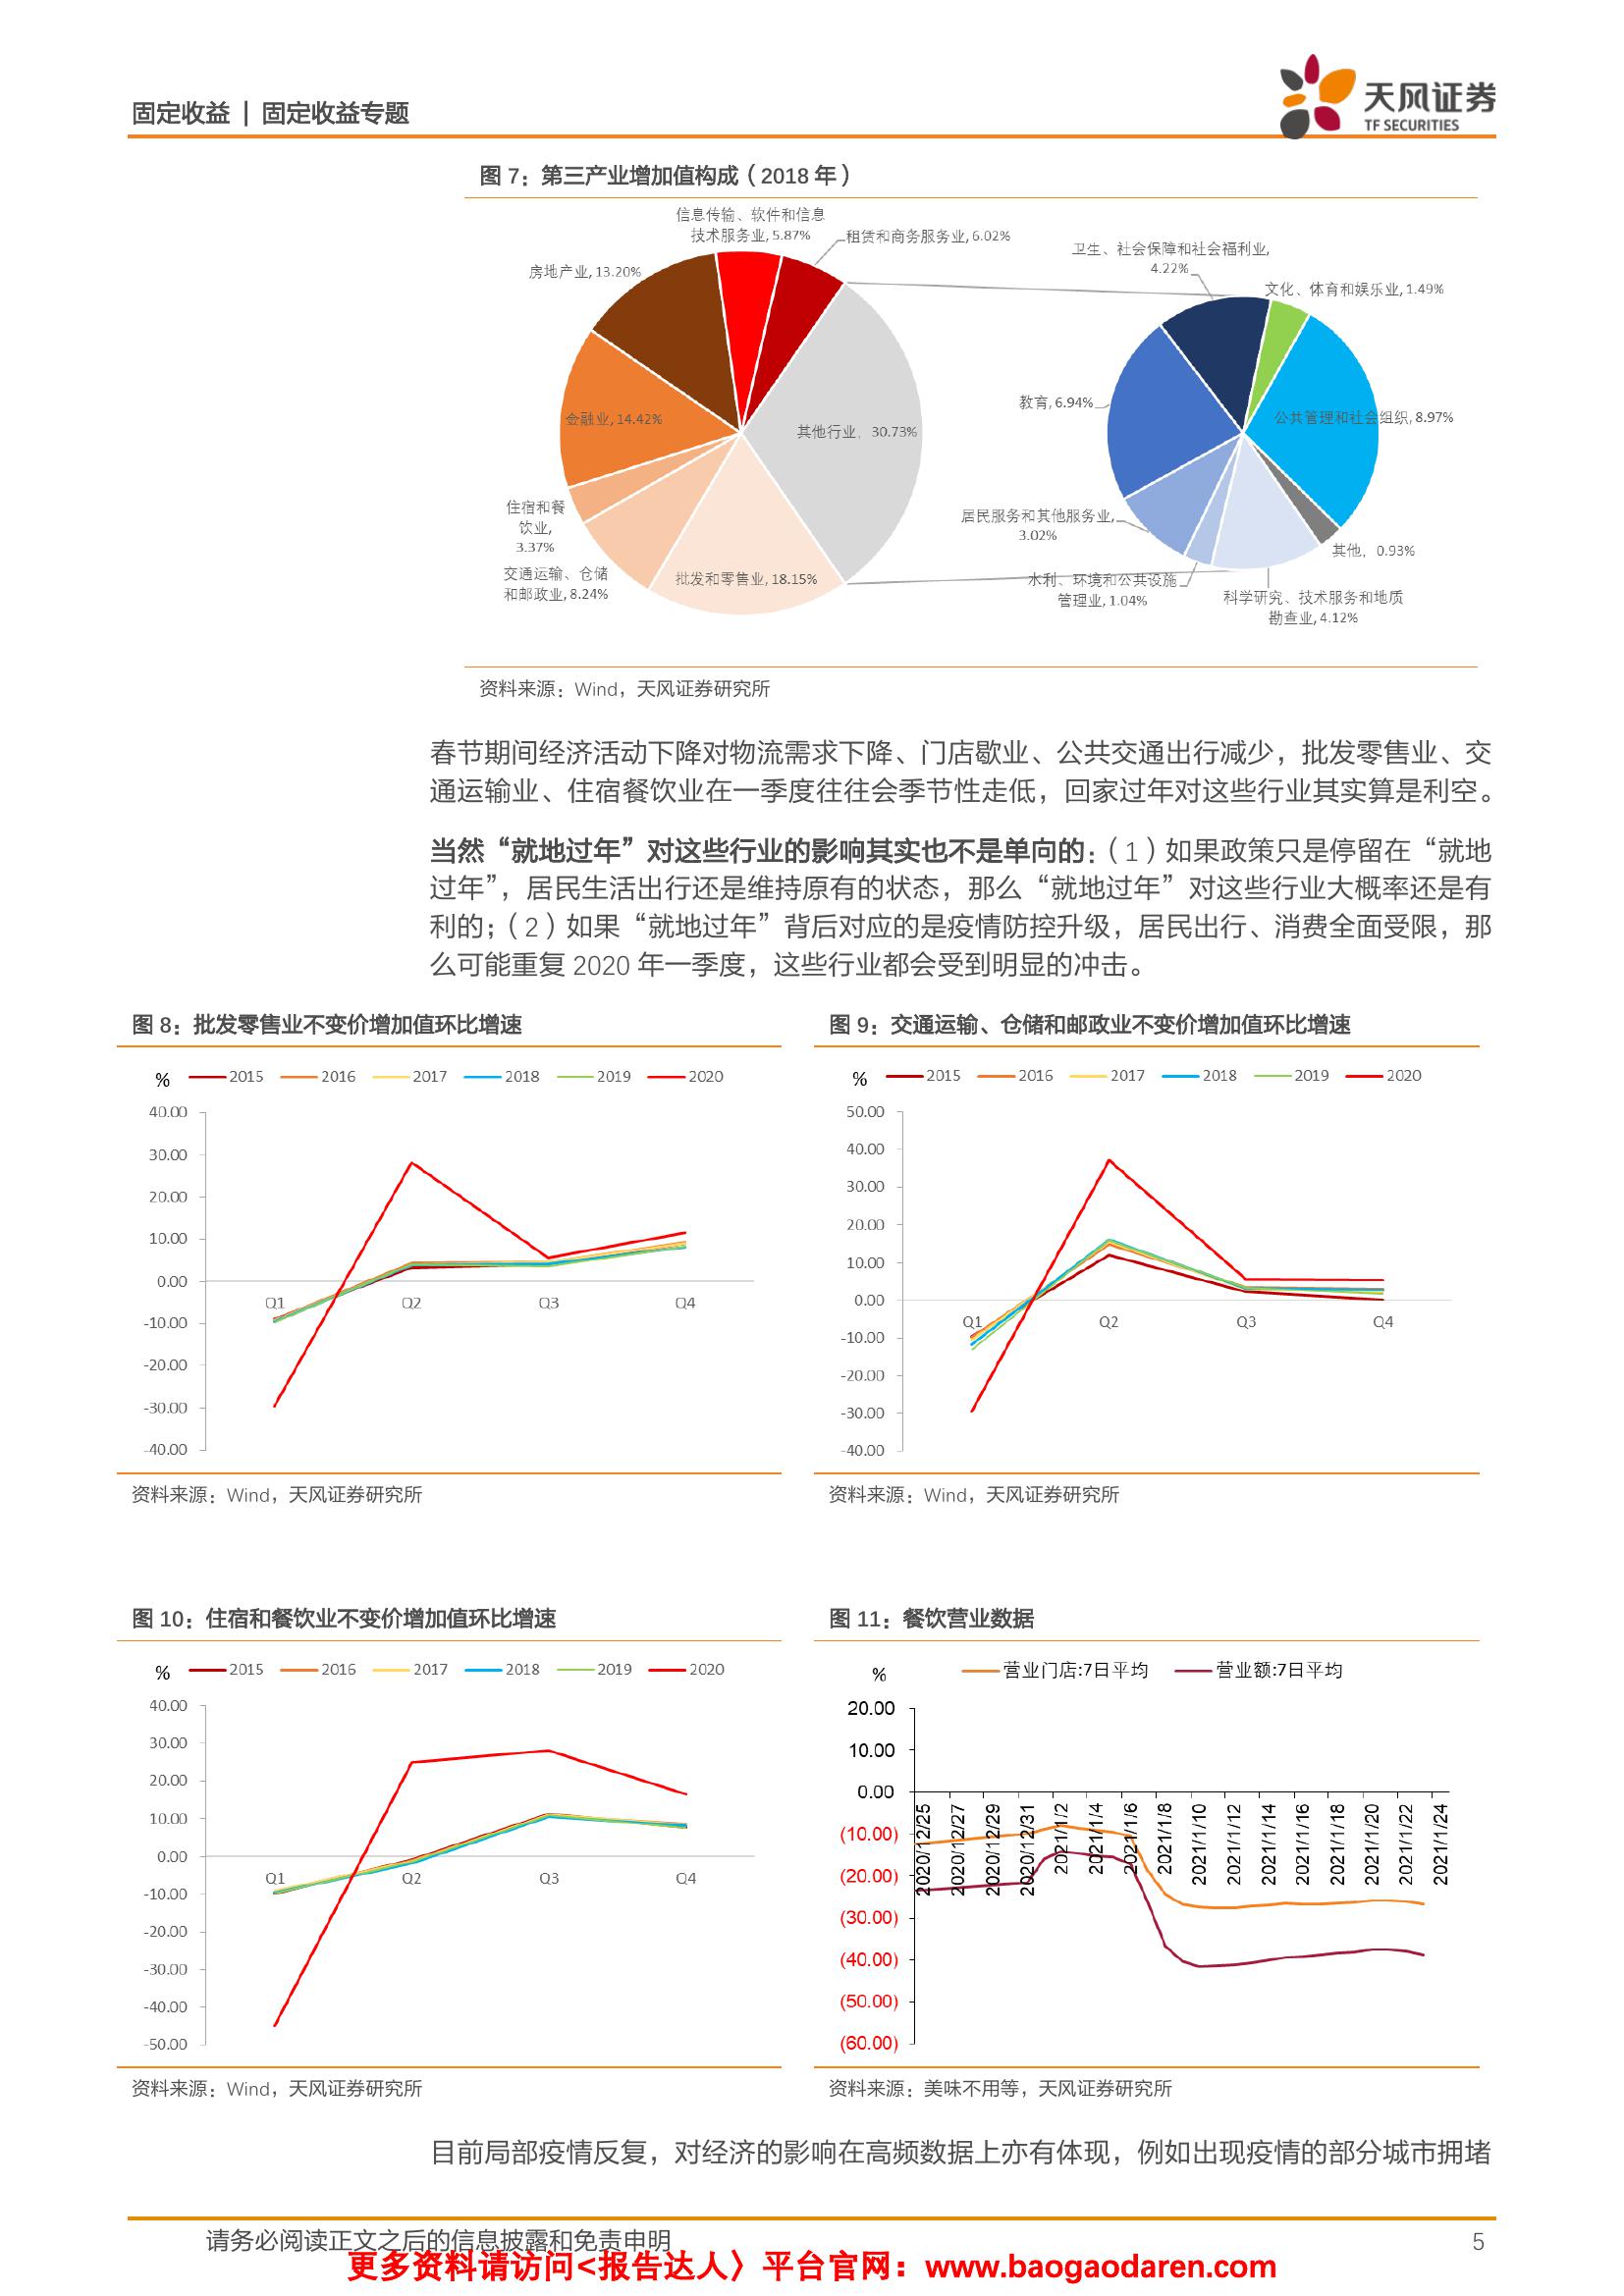 固定收益 | 固定收益专题
天风证券
TF SECURITIES
图 7：第三产业增加值构成（2018 年）
信息传输、软件和信息
技术服务业, 5.87%
租赁和商务服务业, 6.02%
房地产业, 13.20%
金融业, 14.42%
其他行业, 30.73%
住宿和餐
饮业,
3.37%
交通运输、仓储
和邮政业, 8.24%
批发和零售业, 18.15%
卫生、社会保障和社会福利业,
4.22%
文化、体育和娱乐业, 1.49%
教育, 6.94%
公共管理和社会组织, 8.97%
居民服务和其他服务业,
3.02%
其他, 0.93%
水利、环境和公共设施
管理业, 1.04%
科学研究、技术服务和地质
勘查业, 4.12%
资料来源：Wind，天风证券研究所
春节期间经济活动下降对物流需求下降、门店歇业、公共交通出行减少，批发零售业、交
通运输业、住宿餐饮业在一季度往往会季节性走低，回家过年对这些行业其实算是利空。
当然“就地过年”对这些行业的影响其实也不是单向的：（1）如果政策只是停留在“就地
过年”，居民生活出行还是维持原有的状态，那么“就地过年”对这些行业大概率还是有
利的；（2）如果“就地过年”背后对应的是疫情防控升级，居民出行、消费全面受限，那
么可能重复 2020 年一季度，这些行业都会受到明显的冲击。
图 8：批发零售业不变价增加值环比增速
% 2015 2016 2017 2018 2019 2020
40.00
30.00
20.00
10.00
0.00
-10.00
-20.00
-30.00
-40.00
Q1 Q2 Q3 Q4
资料来源：Wind，天风证券研究所
图 9：交通运输、仓储和邮政业不变价增加值环比增速
% 2015 2016 2017 2018 2019 2020
50.00
40.00
30.00
20.00
10.00
0.00
-10.00
-20.00
-30.00
-40.00
Q1 Q2 Q3 Q4
资料来源：Wind，天风证券研究所
图 10：住宿和餐饮业不变价增加值环比增速
% 2015 2016 2017 2018 2019 2020
40.00
30.00
20.00
10.00
0.00
-10.00
-20.00
-30.00
-40.00
-50.00
Q1 Q2 Q3 Q4
资料来源：Wind，天风证券研究所
图 11：餐饮营业数据
% 营业门店:7日平均 营业额:7日平均
20.00
10.00
0.00
(10.00)
(20.00)
(30.00)
(40.00)
(50.00)
(60.00)
2020/12/25
2020/12/27
2020/12/29
2020/12/31
2021/1/2
2021/1/4
2021/1/6
2021/1/8
2021/1/10
2021/1/12
2021/1/14
2021/1/16
2021/1/18
2021/1/20
2021/1/22
2021/1/24
资料来源：美味不用等，天风证券研究所
目前局部疫情反复，对经济的影响在高频数据上亦有体现，例如出现疫情的部分城市拥堵
请务必阅读正文之后的信息披露和免责申明 5
更多资料请访问<报告达人〉平台官网：www.baogaodaren.com